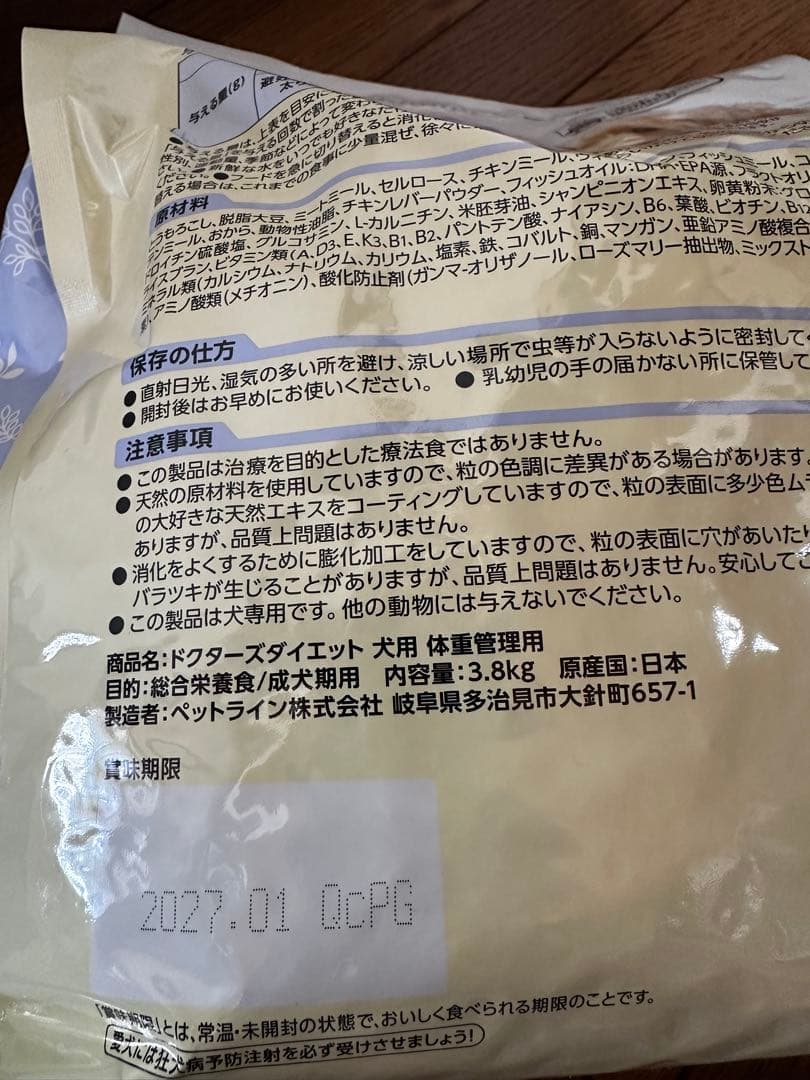 与える量(g)
避妊
原材料
うもろこし、脱脂大豆、ミートミール、セルロース、チキンミール、
テンミール、おから、動物性油脂、チキンレバーパウダー、フィッシュオイル:DHA・EPA源、フラクトオリ
ドロイチン硫酸塩、グルコサミン、L-カルニチン、米胚芽油、シャンピニオンエキス、卵黄粉末:グロ
イスブラン、ビタミン類(A、D3、E、K3、B1、B2、パントテン酸、ナイアシン、B6、葉酸、ビオチン、B12
ミネラル類(カルシウム、ナトリウム、カリウム、塩素、鉄、コバルト、銅、マンガン、亜鉛アミノ酸複合
アミノ酸類(メチオニン)、酸化防止剤(ガンマ-オリザノール、ローズマリー抽出物、ミックスト
保存の仕方
●直射日光、湿気の多い所を避け、涼しい場所で虫等が入らないように密封して
●開封後はお早めにお使いください。 ●乳幼児の手の届かない所に保管して
注意事項
●この製品は治療を目的とした療法食ではありません。
●天然の原材料を使用していますので、粒の色調に差異がある場合があります。
の大好きな天然エキスをコーティングしていますので、粒の表面に多少色ム
ありますが、品質上問題はありません。
●消化をよくするために膨化加工をしていますので、粒の表面に穴があいたり
バラツキが生じることがありますが、品質上問題はありません。安心してご
●この製品は犬専用です。他の動物には与えないでください。
商品名:ドクターズダイエット 犬用 体重管理用
目的:総合栄養食/成犬期用 内容量:3.8kg 原産国:日本
製造者:ペットライン株式会社 岐阜県多治見市大針町657-1
賞味期限
2027.01 QcPG
「賞味期限」とは、常温・未開封の状態で、おいしく食べられる期限のことです。
愛犬には狂犬病予防注射を必ず受けさせましょう!